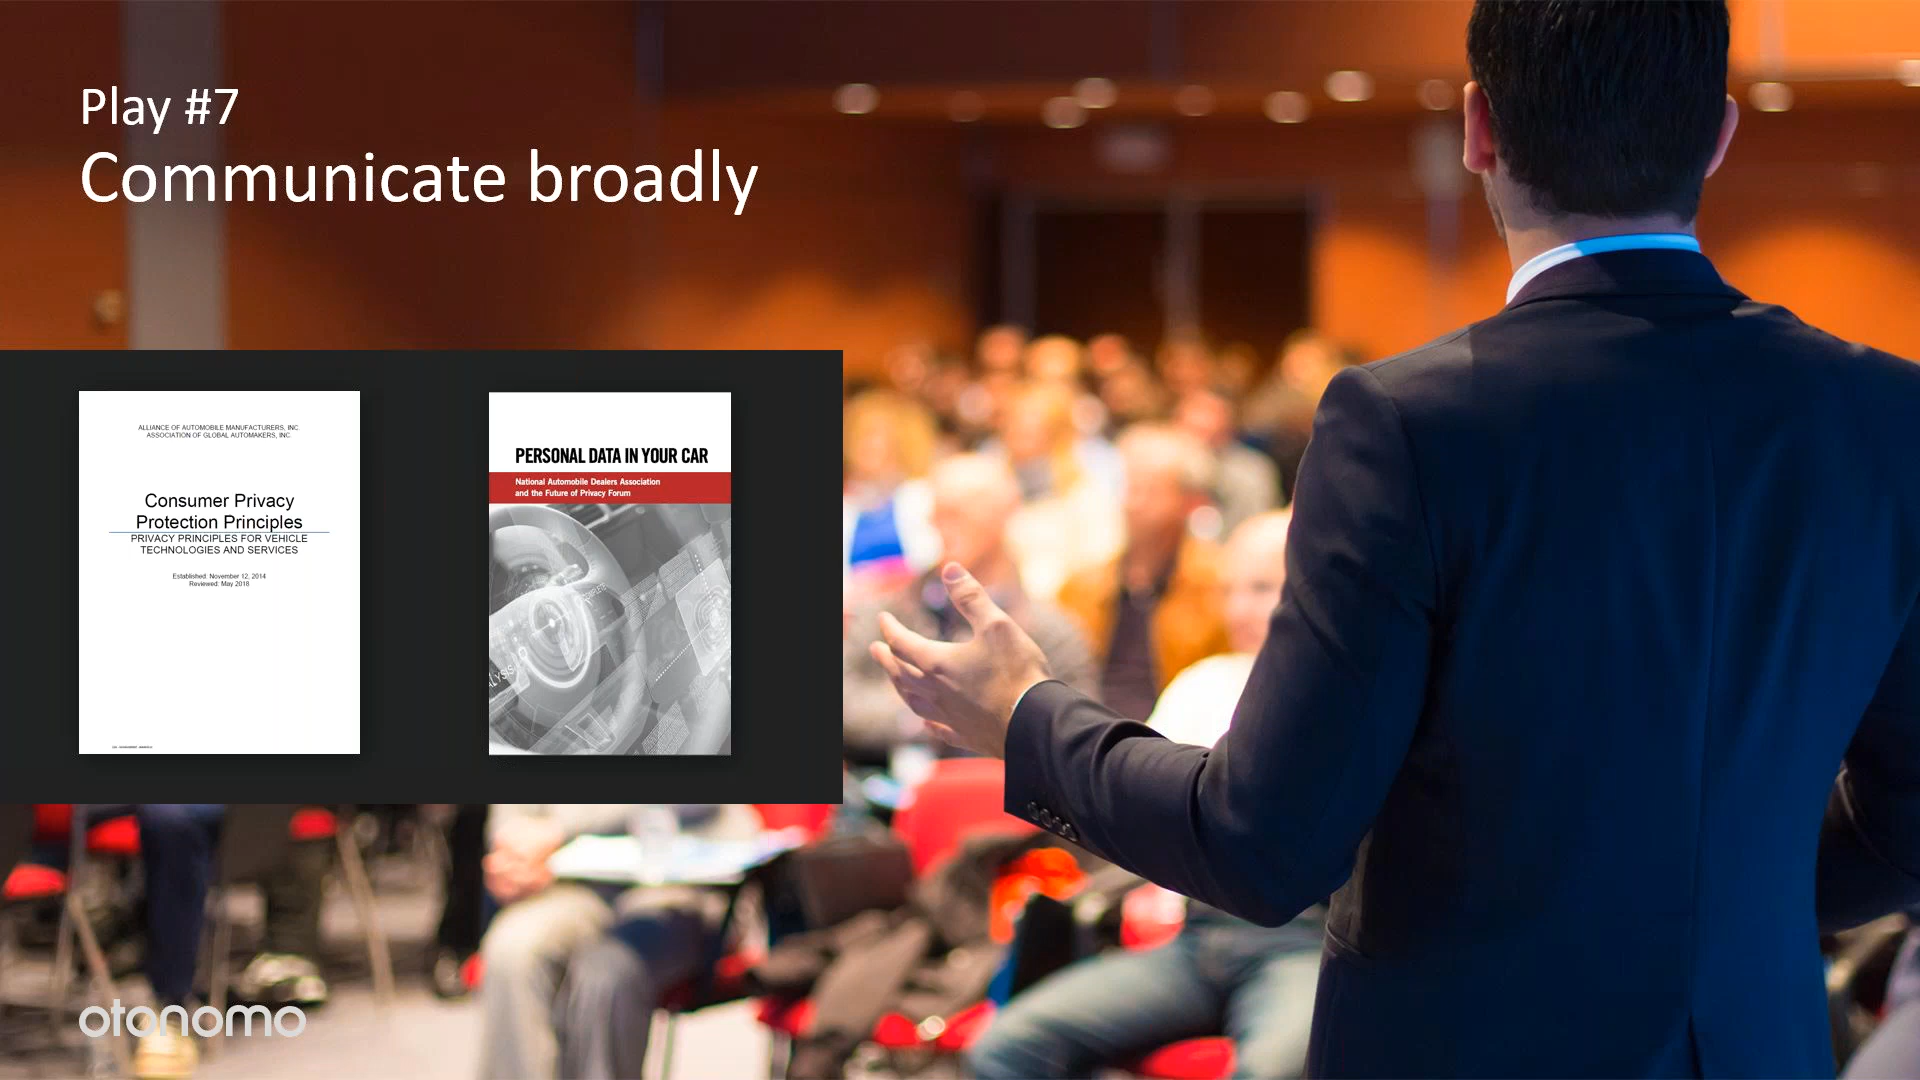 Play #7
Communicate broadly
ALLIANCE OF AUTOMOBILE MANUFACTURERS, INC
ASSOCIATION OF GLOBAL AUTOMAKERS, INC.
Consumer Privacy
Protection Principles
PRIVACY PRINCIPLES FOR VEHICLE
TECHNOLOGIES AND SERVICES
Established: November 12, 2014
Reviewed: May 2018
PERSONAL DATA IN YOUR CAR
National Automobile Dealers Association
and the Future of Privacy Forum
otonomo